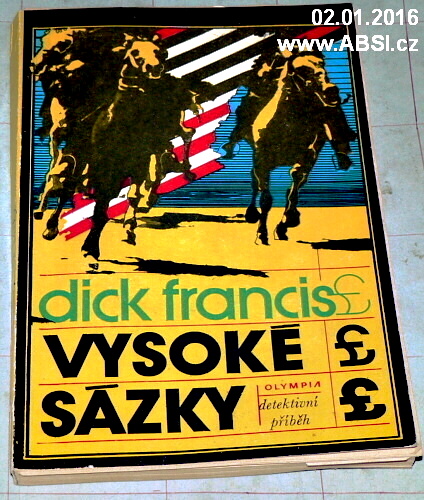 02.01.2016
www.ABSI.cz
dick francis £
VYSOKÉ £
SÁZKY £
OLYMPIA
detektivní
příběh